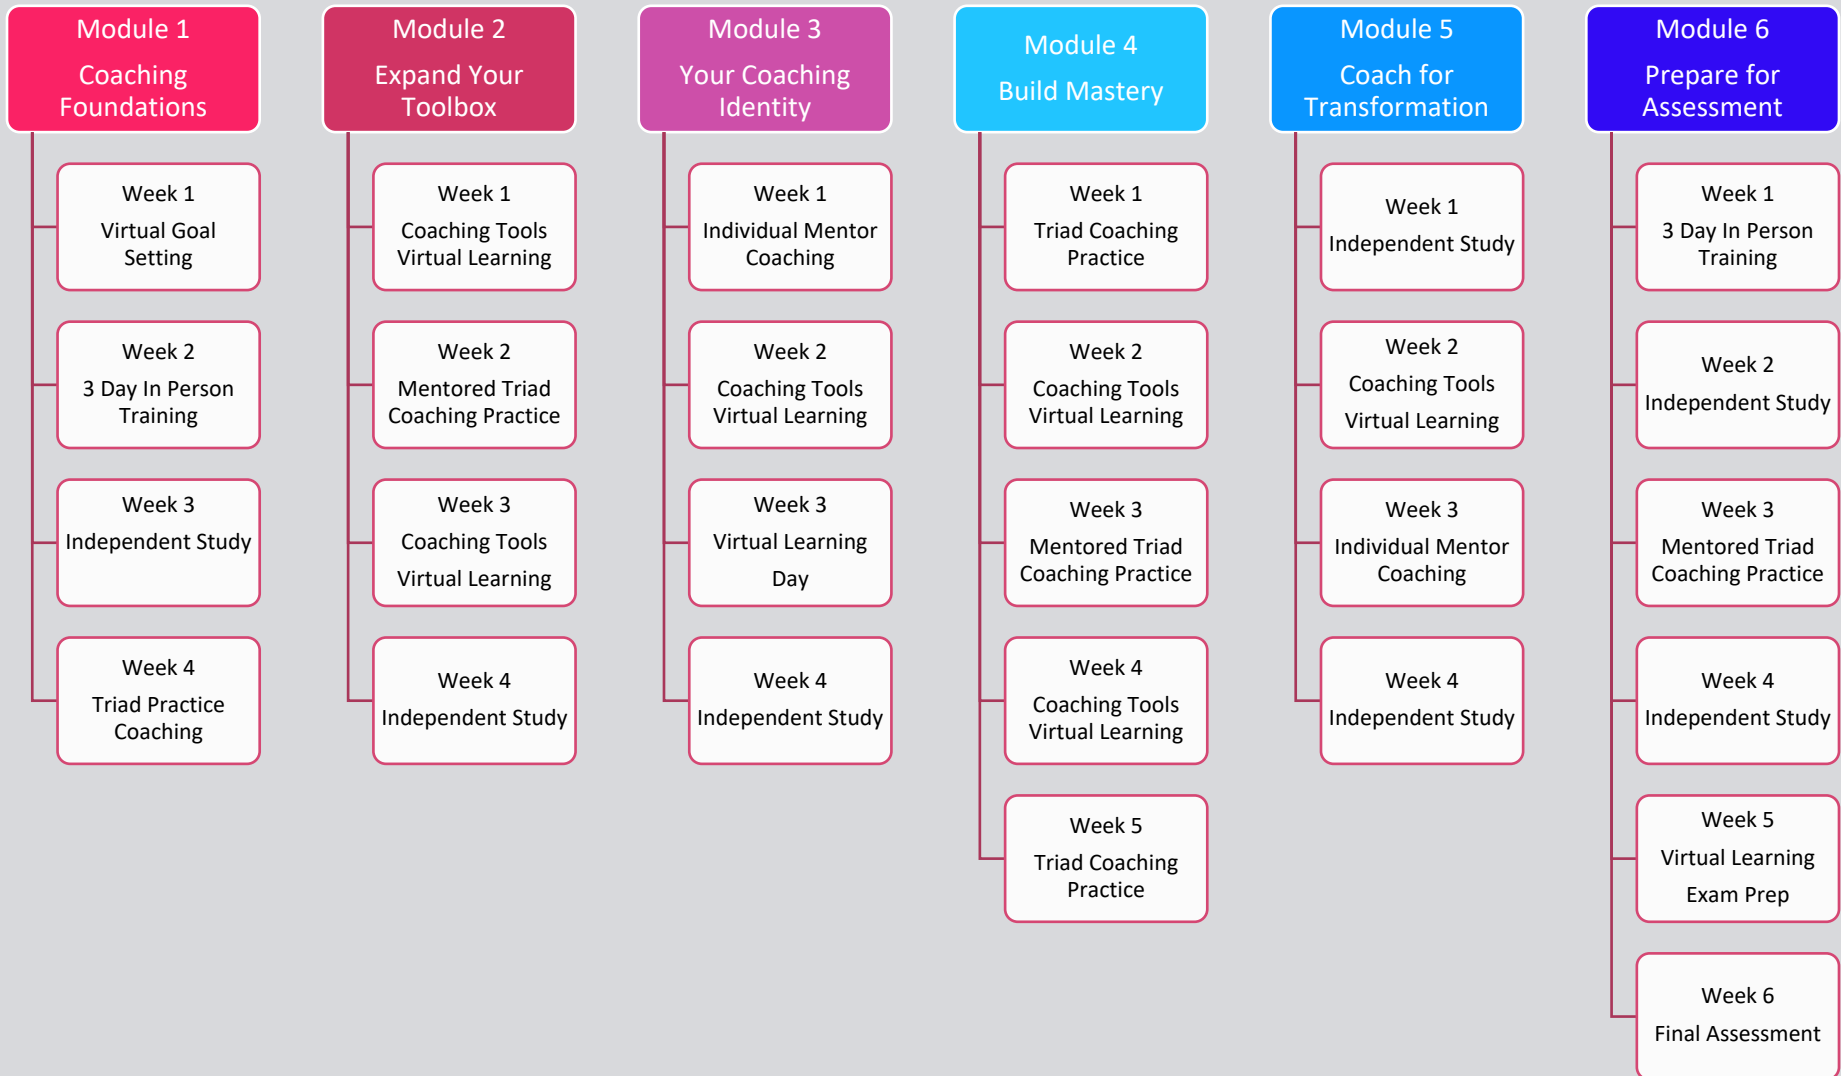 Module 1
Coaching
Foundations
Week 1
Virtual Goal
Setting
Week 2
3 Day In Person
Training
Week 3
Independent Study
Week 4
Triad Practice
Coaching
Module 2
Expand Your
Toolbox
Week 1
Coaching Tools
Virtual Learning
Week 2
Mentored Triad
Coaching Practice
Week 3
Coaching Tools
Virtual Learning
Week 4
Independent Study
Module 3
Your Coaching
Identity
Week 1
Individual Mentor
Coaching
Week 2
Coaching Tools
Virtual Learning
Week 3
Virtual Learning
Day
Week 4
Independent Study
Module 4
Build Mastery
Week 1
Triad Coaching
Practice
Week 2
Coaching Tools
Virtual Learning
Week 3
Mentored Triad
Coaching Practice
Week 4
Coaching Tools
Virtual Learning
Week 5
Triad Coaching
Practice
Module 5
Coach for
Transformation
Week 1
Independent Study
Week 2
Coaching Tools
Virtual Learning
Week 3
Individual Mentor
Coaching
Week 4
Independent Study
Module 6
Prepare for
Assessment
Week 1
3 Day In Person
Training
Week 2
Independent Study
Week 3
Mentored Triad
Coaching Practice
Week 4
Independent Study
Week 5
Virtual Learning
Exam Prep
Week 6
Final Assessment